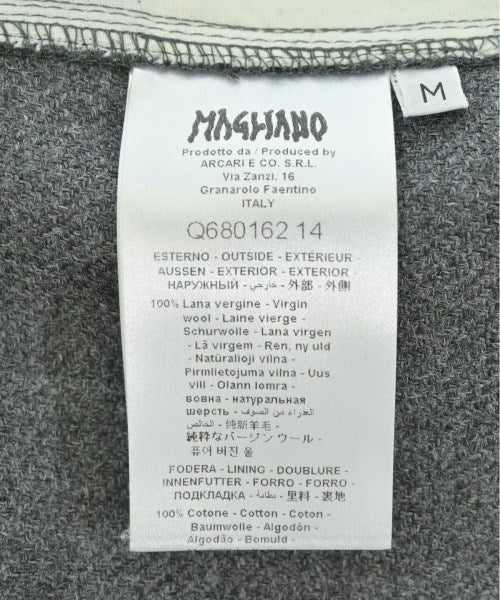 M
MAGLIANO
Prodotto da / Produced by
ARCARI E CO. S.R.L.
Via Zanzi, 16
Granarolo Faentino
ITALY
Q680162 14
ESTERNO - OUTSIDE - EXTÉRIEUR -
AUSSEN - EXTERIOR - EXTERIOR -
НАРУЖНЫЙ - خارجي - 外部 - 外側
100% Lana vergine - Virgin
wool - Laine vierge -
Schurwolle - Lana virgen
- Lã virgem - Ren, ny uld
- Natūralioji vilna -
Pirmlietojuma vilna - Uus
vill - Olann lomra -
вовна - натуральная
шерсть - العذراء من الصوف
الخالص - 纯新羊毛 -
純粋なバージン ウール -
퓨어 버진 울
FODERA - LINING - DOUBLURE -
INNENFUTTER - FORRO - FORRO -
ПОДКЛАДКА - بطانة - 里料 - 裏地
100% Cotone - Cotton - Coton -
Baumwolle - Algodón -
Algodão - Bomuld -